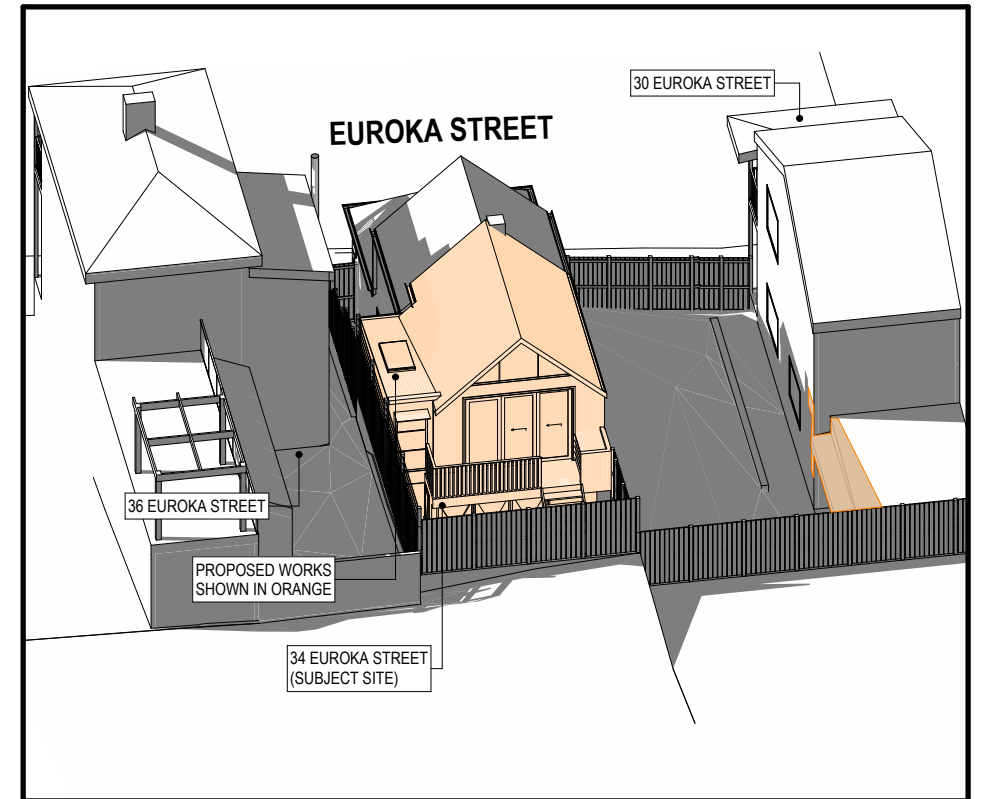 30 EUROKA STREET
EUROKA STREET
36 EUROKA STREET
PROPOSED WORKS
SHOWN IN ORANGE
34 EUROKA STREET
(SUBJECT SITE)